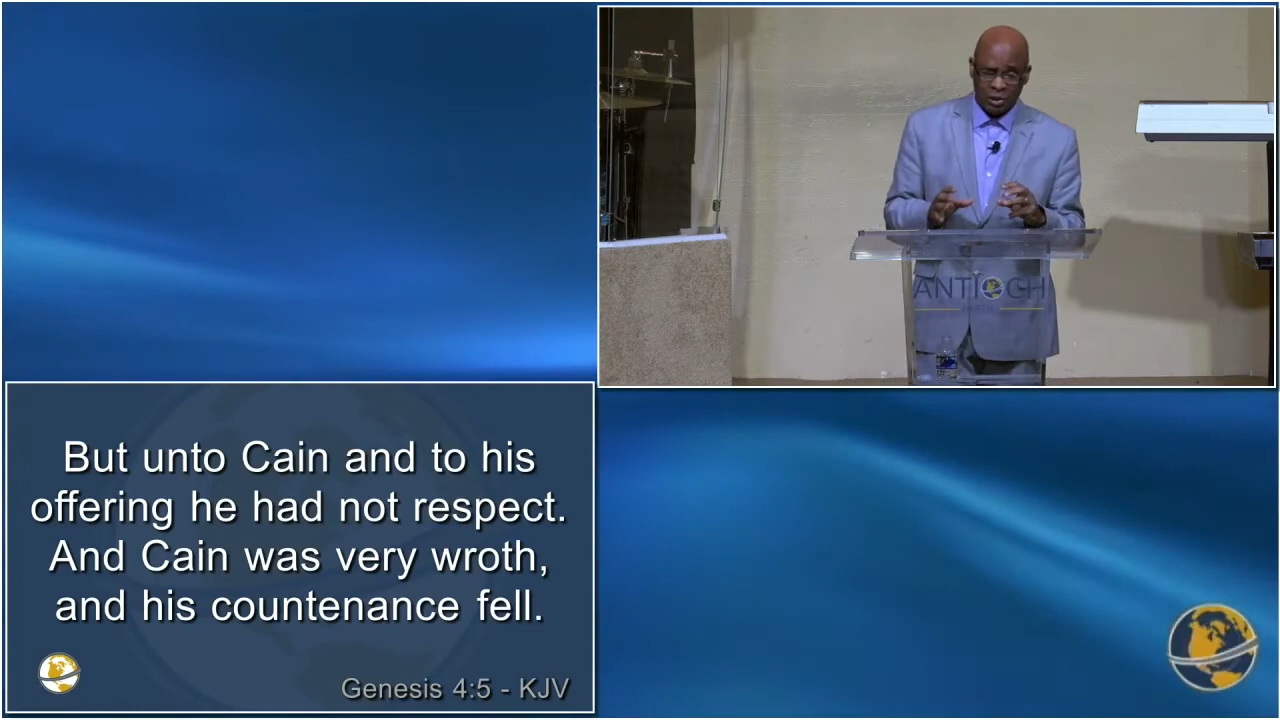 ANTIOCH
But unto Cain and to his
offering he had not respect.
And Cain was very wroth,
and his countenance fell.
Genesis 4:5 - KJV